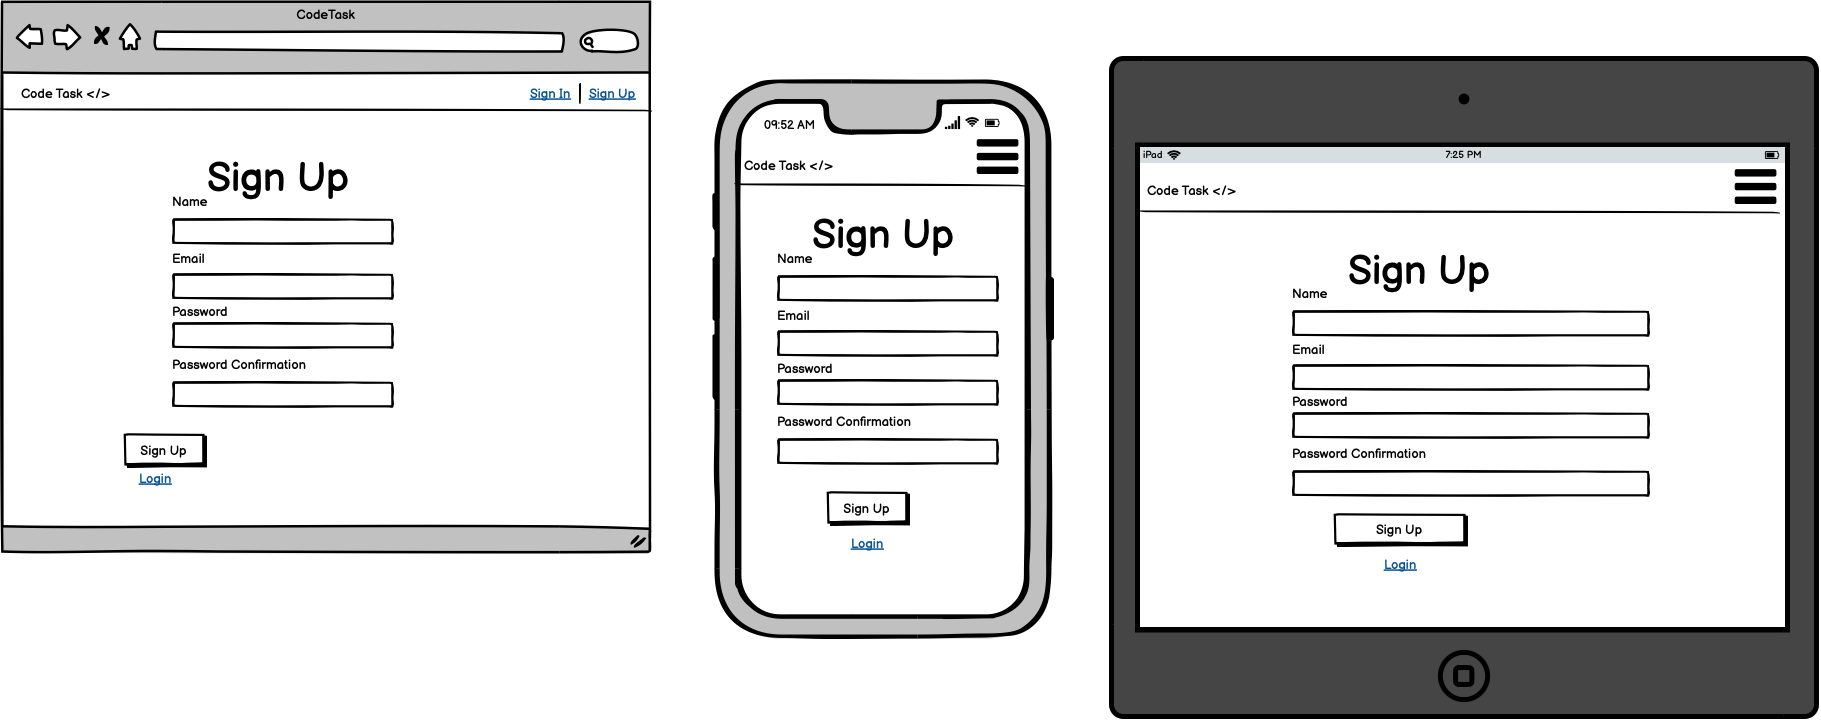 CodeTask
Code Task </>
Sign In
Sign Up
Sign Up
Name
Email
Password
Password Confirmation
Sign Up
Login
09:52 AM
Code Task </>
Sign Up
Name
Email
Password
Password Confirmation
Sign Up
Login
iPad
7:25 PM
Code Task </>
Sign Up
Name
Email
Password
Password Confirmation
Sign Up
Login